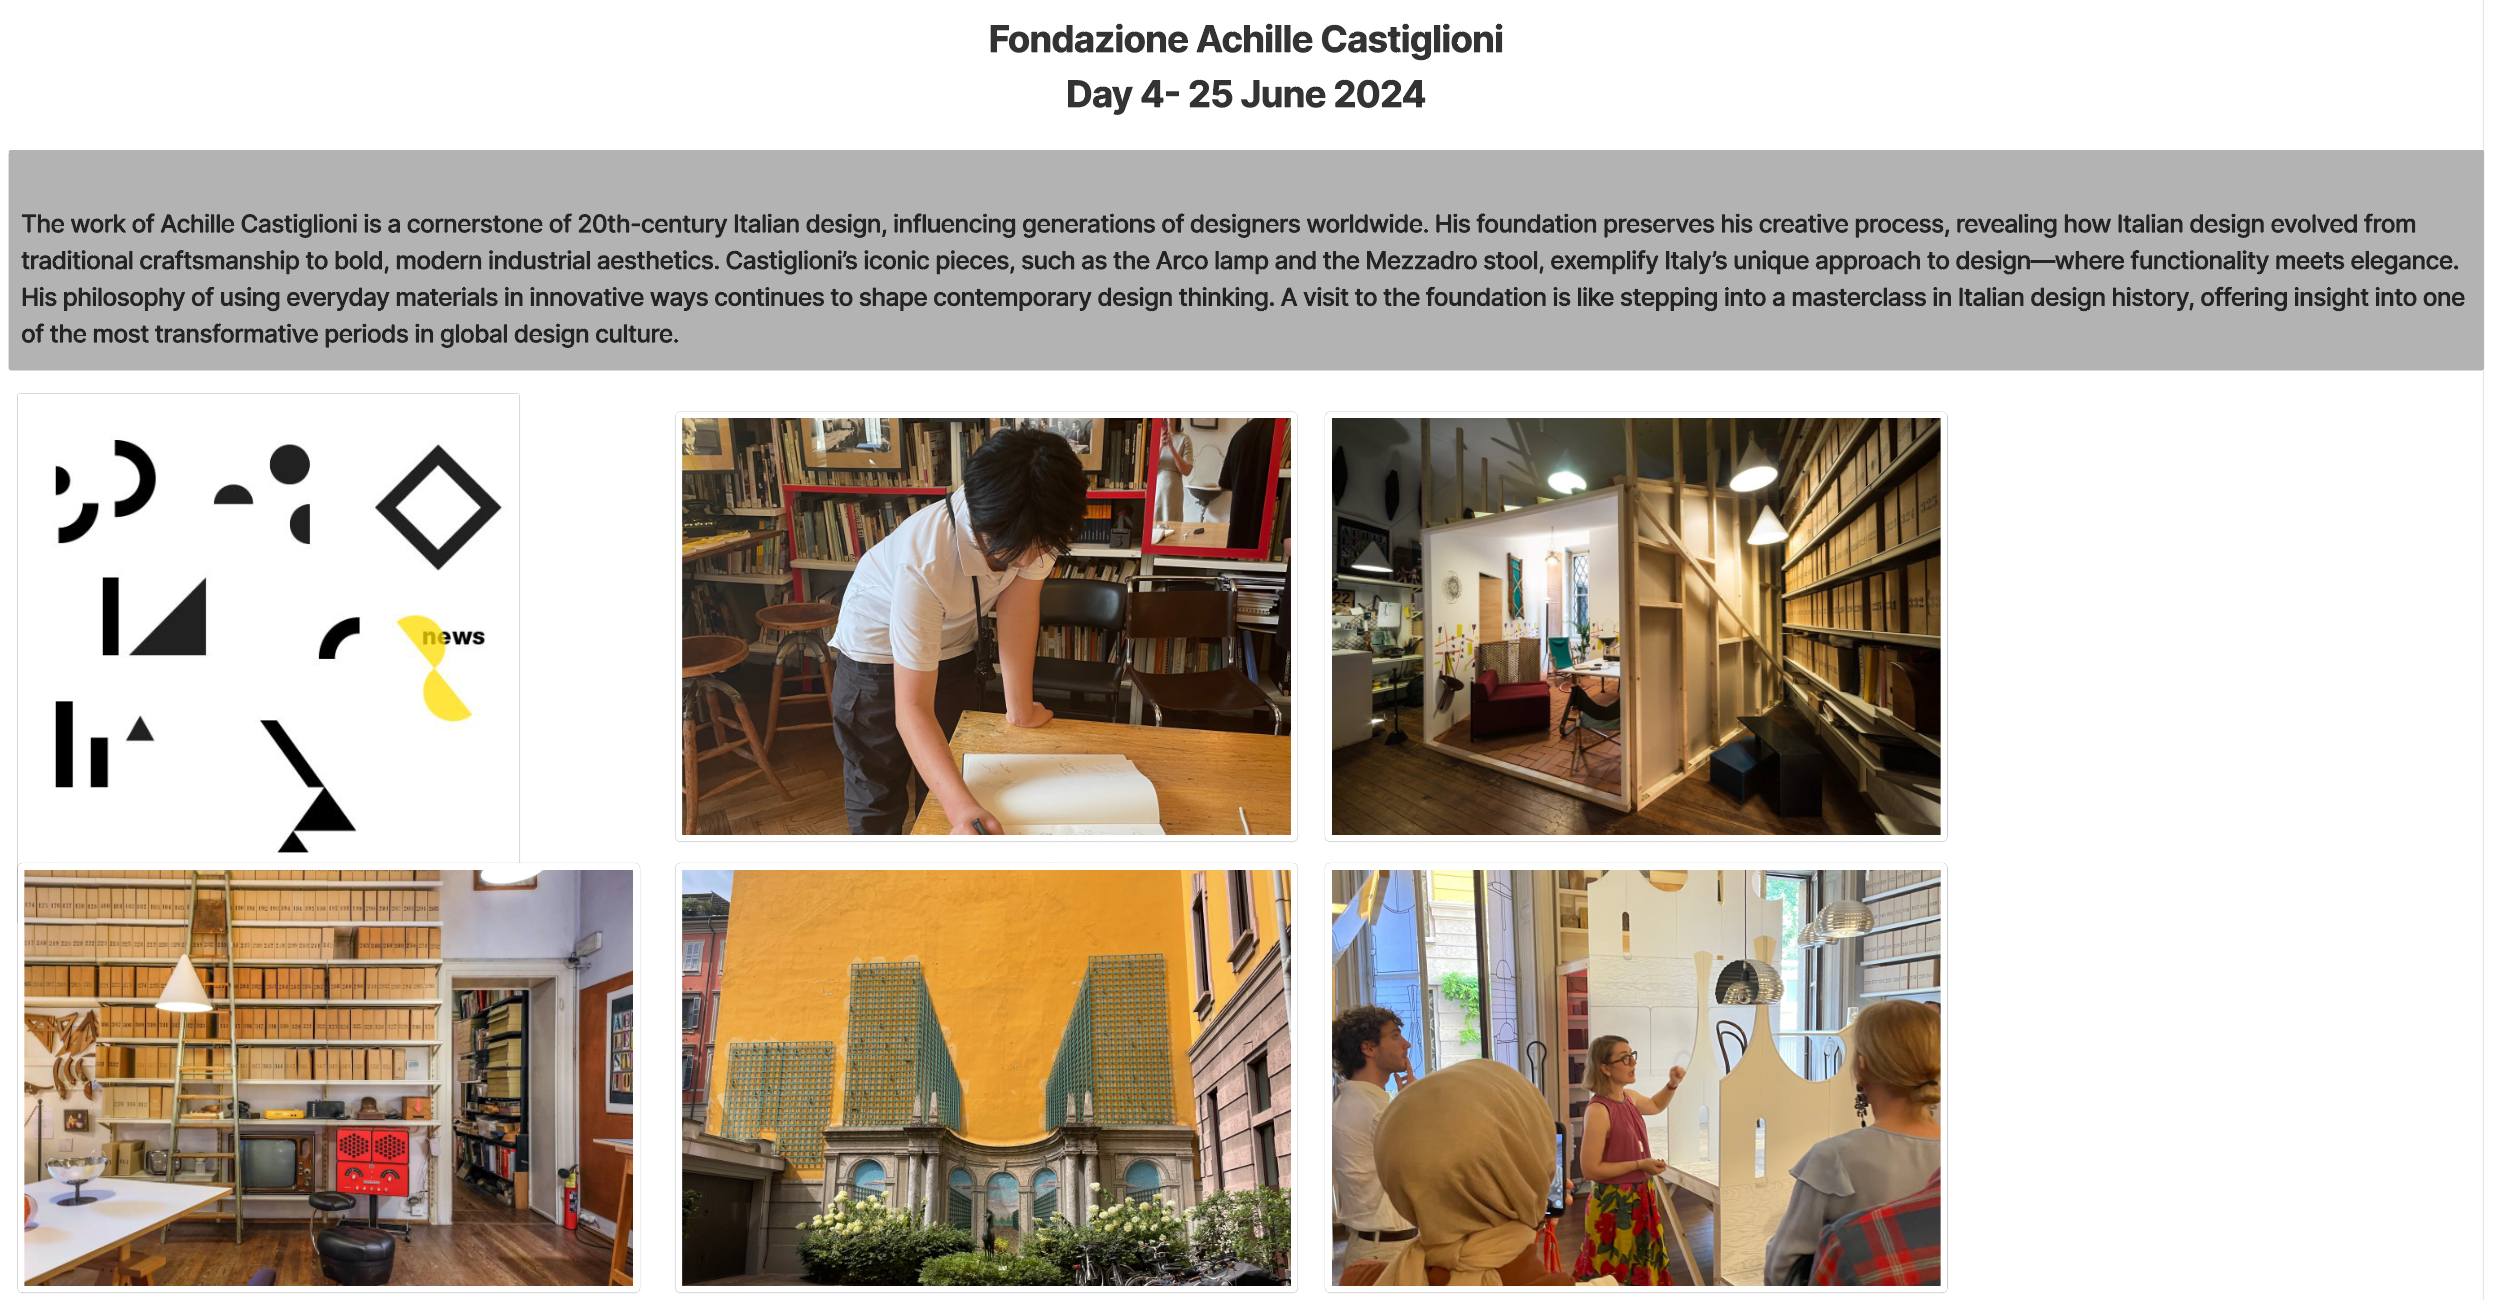 Fondazione Achille Castiglioni
Day 4- 25 June 2024
The work of Achille Castiglioni is a cornerstone of 20th-century Italian design, influencing generations of designers worldwide. His foundation preserves his creative process, revealing how Italian design evolved from
traditional craftsmanship to bold, modern industrial aesthetics. Castiglioni’s iconic pieces, such as the Arco lamp and the Mezzadro stool, exemplify Italy’s unique approach to design—where functionality meets elegance.
His philosophy of using everyday materials in innovative ways continues to shape contemporary design thinking. A visit to the foundation is like stepping into a masterclass in Italian design history, offering insight into one
of the most transformative periods in global design culture.
news